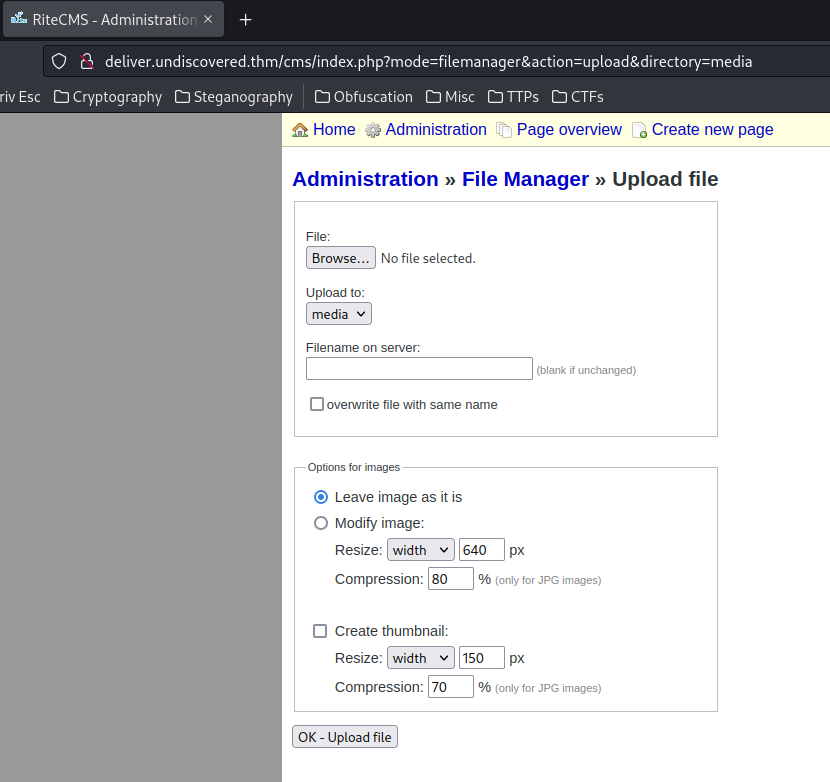 RiteCMS - Administration
deliver.undiscovered.thm/cms/index.php?mode=filemanager&action=upload&directory=media
riv Esc Cryptography Steganography Obfuscation Misc TTPs CTFs
Home Administration Page overview Create new page
Administration » File Manager » Upload file
File:
Browse... No file selected.
Upload to:
media
Filename on server:
(blank if unchanged)
overwrite file with same name
Options for images
Leave image as it is
Modify image:
Resize: width 640 px
Compression: 80 % (only for JPG images)
Create thumbnail:
Resize: width 150 px
Compression: 70 % (only for JPG images)
OK - Upload file